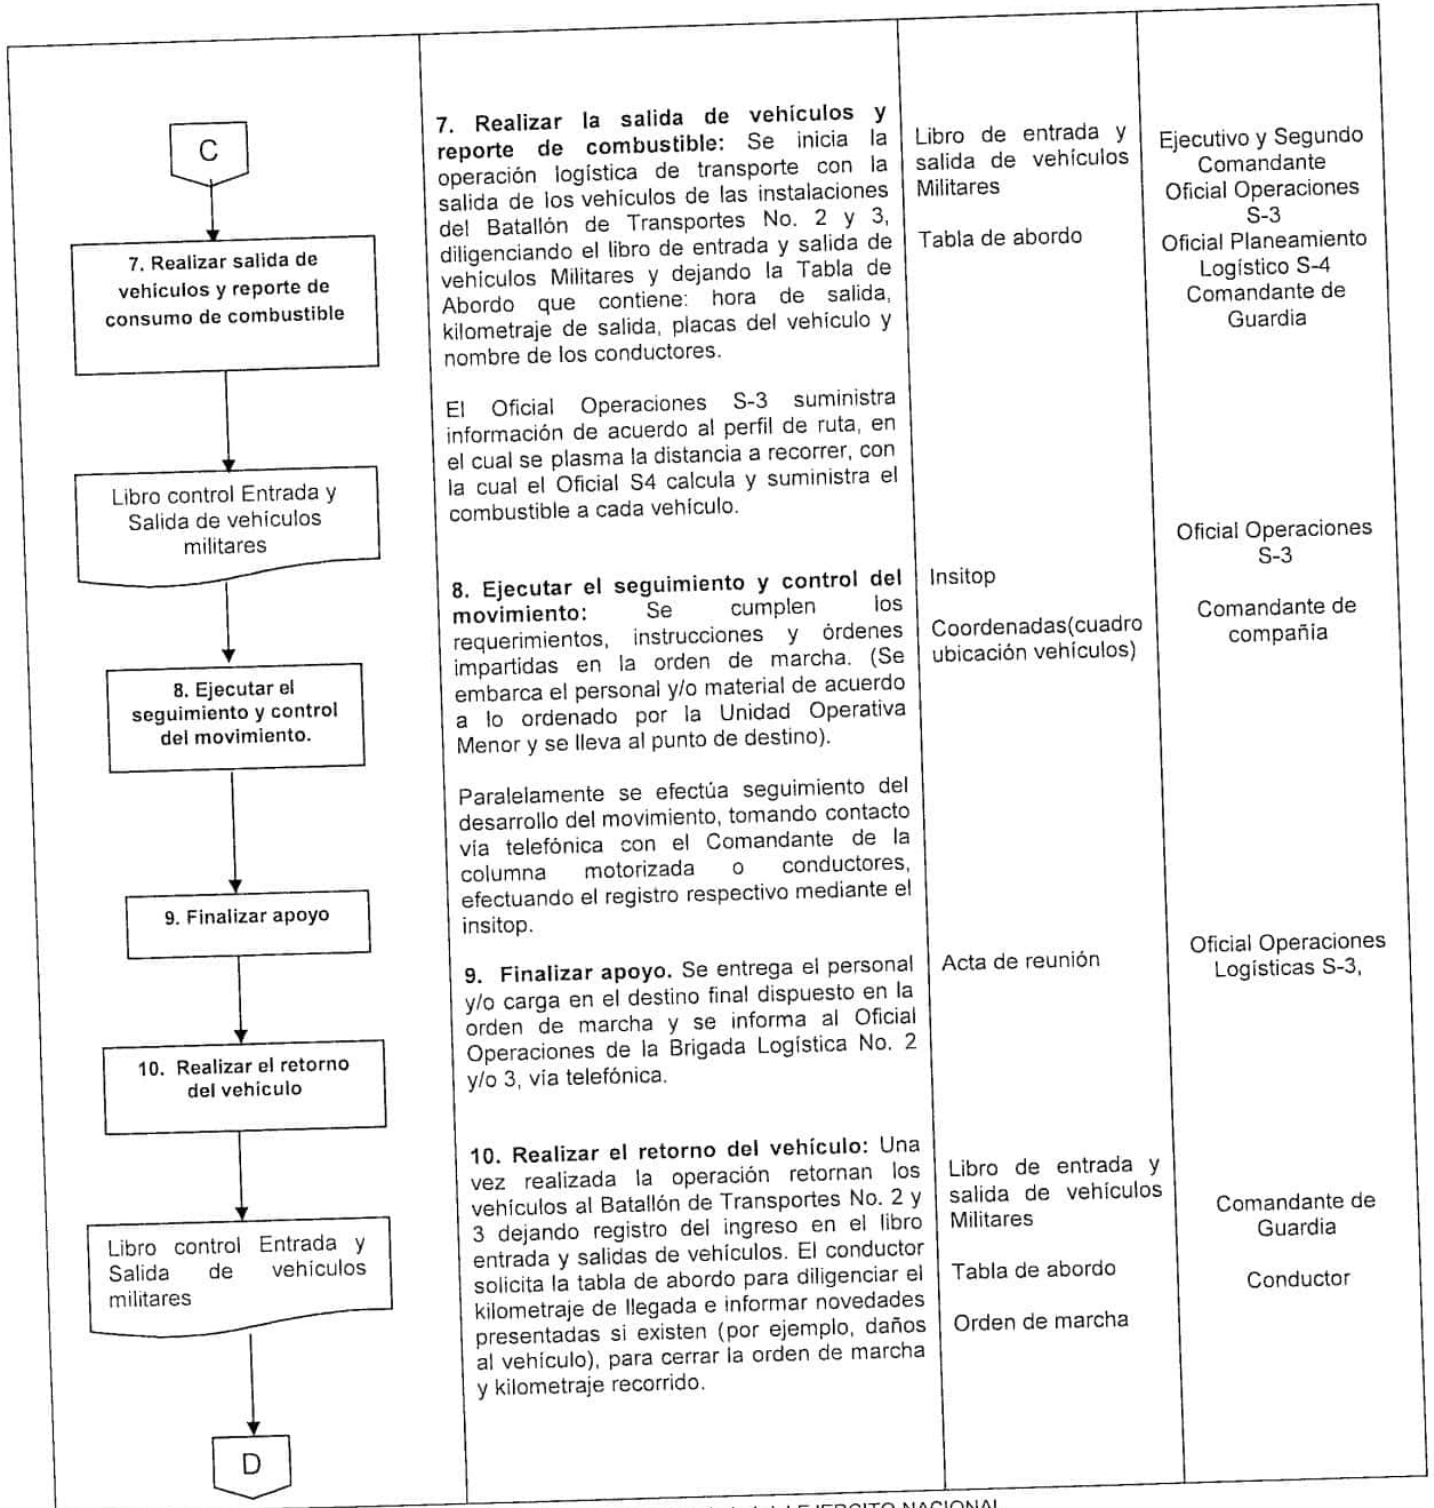 C
7. Realizar salida de
vehículos y reporte de
consumo de combustible
Libro control Entrada y
Salida de vehículos
militares
8. Ejecutar el
seguimiento y control
del movimiento.
9. Finalizar apoyo
10. Realizar el retorno
del vehículo
Libro control Entrada y
Salida de vehículos
militares
D
7. Realizar la salida de vehículos y
reporte de combustible: Se inicia la
operación logística de transporte con la
salida de los vehículos de las instalaciones
del Batallón de Transportes No. 2 y 3,
diligenciando el libro de entrada y salida de
vehículos Militares y dejando la Tabla de
Abordo que contiene: hora de salida,
kilometraje de salida, placas del vehículo y
nombre de los conductores.
El Oficial Operaciones S-3 suministra
información de acuerdo al perfil de ruta, en
el cual se plasma la distancia a recorrer, con
la cual el Oficial S4 calcula y suministra el
combustible a cada vehículo.
8. Ejecutar el seguimiento y control del
movimiento: Se cumplen los
requerimientos, instrucciones y órdenes
impartidas en la orden de marcha. (Se
embarca el personal y/o material de acuerdo
a lo ordenado por la Unidad Operativa
Menor y se lleva al punto de destino).
Paralelamente se efectúa seguimiento del
desarrollo del movimiento, tomando contacto
vía telefónica con el Comandante de la
columna motorizada o conductores,
efectuando el registro respectivo mediante el
insitop.
9. Finalizar apoyo. Se entrega el personal
y/o carga en el destino final dispuesto en la
orden de marcha y se informa al Oficial
Operaciones de la Brigada Logística No. 2
y/o 3, vía telefónica.
10. Realizar el retorno del vehículo: Una
vez realizada la operación retornan los
vehículos al Batallón de Transportes No. 2 y
3 dejando registro del ingreso en el libro
entrada y salidas de vehículos. El conductor
solicita la tabla de abordo para diligenciar el
kilometraje de llegada e informar novedades
presentadas si existen (por ejemplo, daños
al vehículo), para cerrar la orden de marcha
y kilometraje recorrido.
Libro de entrada y
salida de vehículos
Militares
Tabla de abordo
Insitop
Coordenadas(cuadro
ubicación vehículos)
Acta de reunión
Libro de entrada y
salida de vehículos
Militares
Tabla de abordo
Orden de marcha
Ejecutivo y Segundo
Comandante
Oficial Operaciones
S-3
Oficial Planeamiento
Logístico S-4
Comandante de
Guardia
Oficial Operaciones
S-3
Comandante de
compañia
Oficial Operaciones
Logísticas S-3,
Comandante de
Guardia
Conductor
EJERCITO NACIONAL